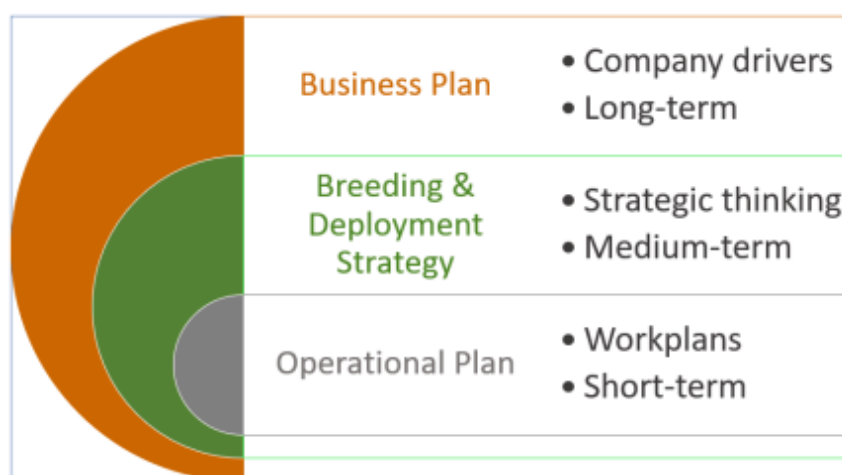 Business Plan
• Company drivers
• Long-term
Breeding &
Deployment
Strategy
• Strategic thinking
• Medium-term
Operational Plan
• Workplans
• Short-term